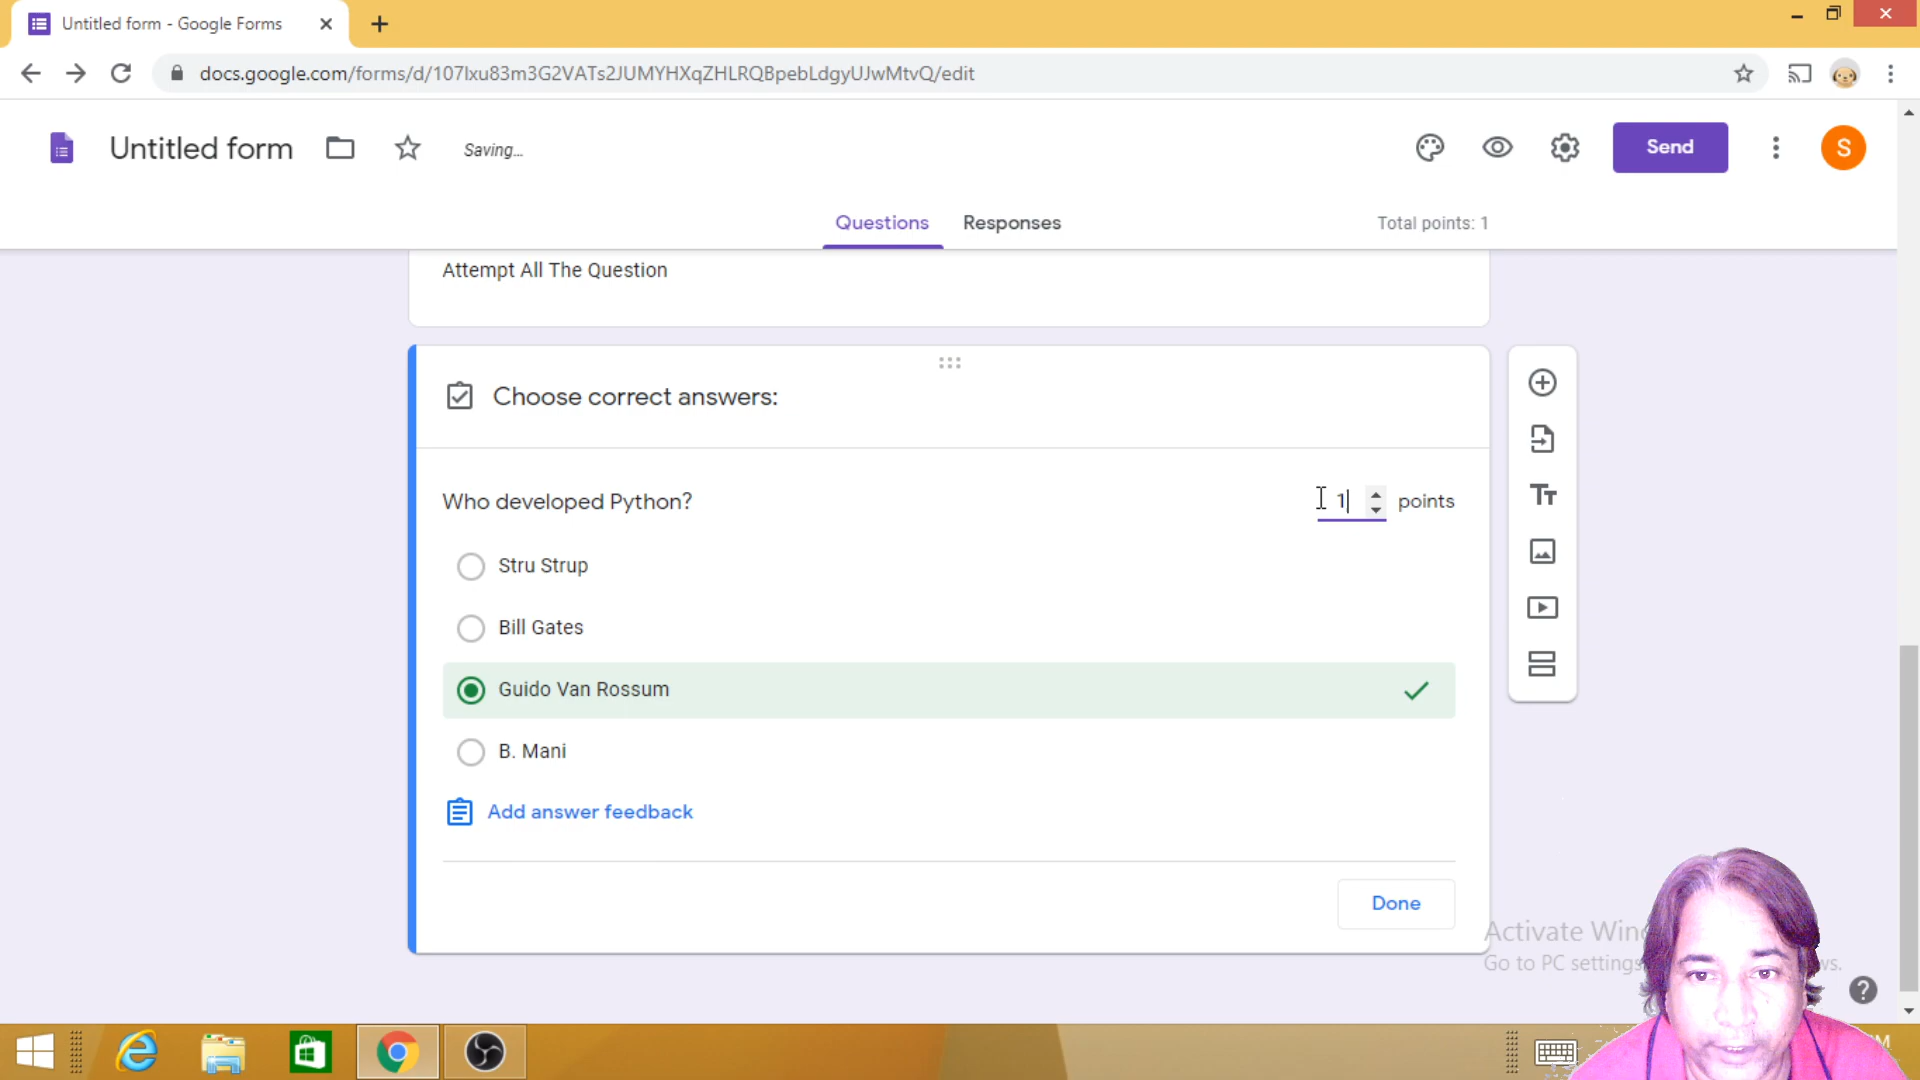 Untitled form - Google Forms
docs.google.com/forms/d/107lxu83m3G2VATs2JUMYHXqZHLRQBpebLdgyUJwMtvQ/edit
Untitled form
Saving...
Send
S
Questions
Responses
Total points: 1
Attempt All The Question
Choose correct answers:
Who developed Python?
1
points
Stru Strup
Bill Gates
Guido Van Rossum
B. Mani
Add answer feedback
Done
Activate
Go to PC settings